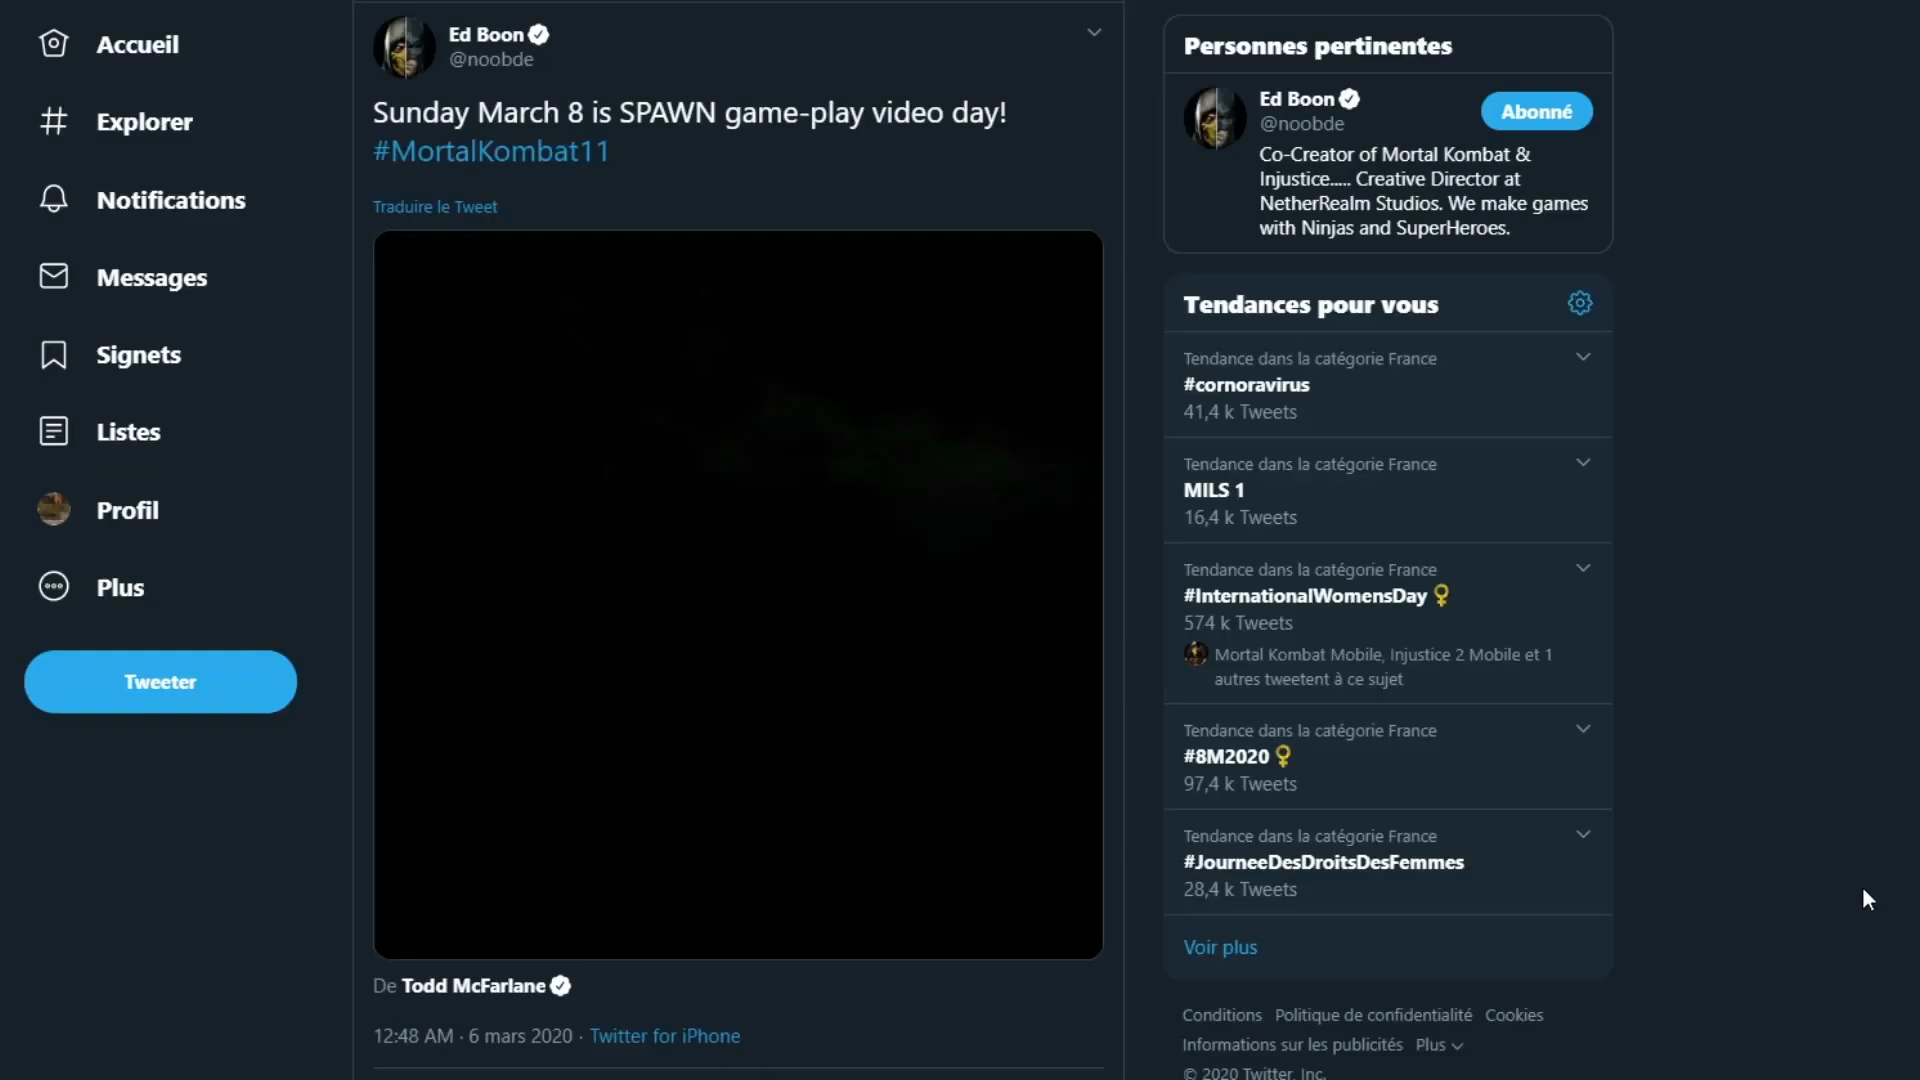 Accueil
Explorer
Notifications
Messages
Signets
Listes
Profil
Plus
Tweeter
Ed Boon
@noobde
Sunday March 8 is SPAWN game-play video day!
#MortalKombat11
Traduire le Tweet
De Todd McFarlane
12:48 AM · 6 mars 2020 · Twitter for iPhone
Personnes pertinentes
Ed Boon
@noobde
Abonné
Co-Creator of Mortal Kombat &
Injustice..... Creative Director at
NetherRealm Studios. We make games
with Ninjas and SuperHeroes.
Tendances pour vous
Tendance dans la catégorie France
#cornoravirus
41,4 k Tweets
Tendance dans la catégorie France
MILS 1
16,4 k Tweets
Tendance dans la catégorie France
#InternationalWomensDay
574 k Tweets
Mortal Kombat Mobile, Injustice 2 Mobile et 1
autres tweetent à ce sujet
Tendance dans la catégorie France
#8M2020
97,4 k Tweets
Tendance dans la catégorie France
#JourneeDesDroitsDesFemmes
28,4 k Tweets
Voir plus
Conditions Politique de confidentialité Cookies
Informations sur les publicités Plus
© 2020 Twitter, Inc.